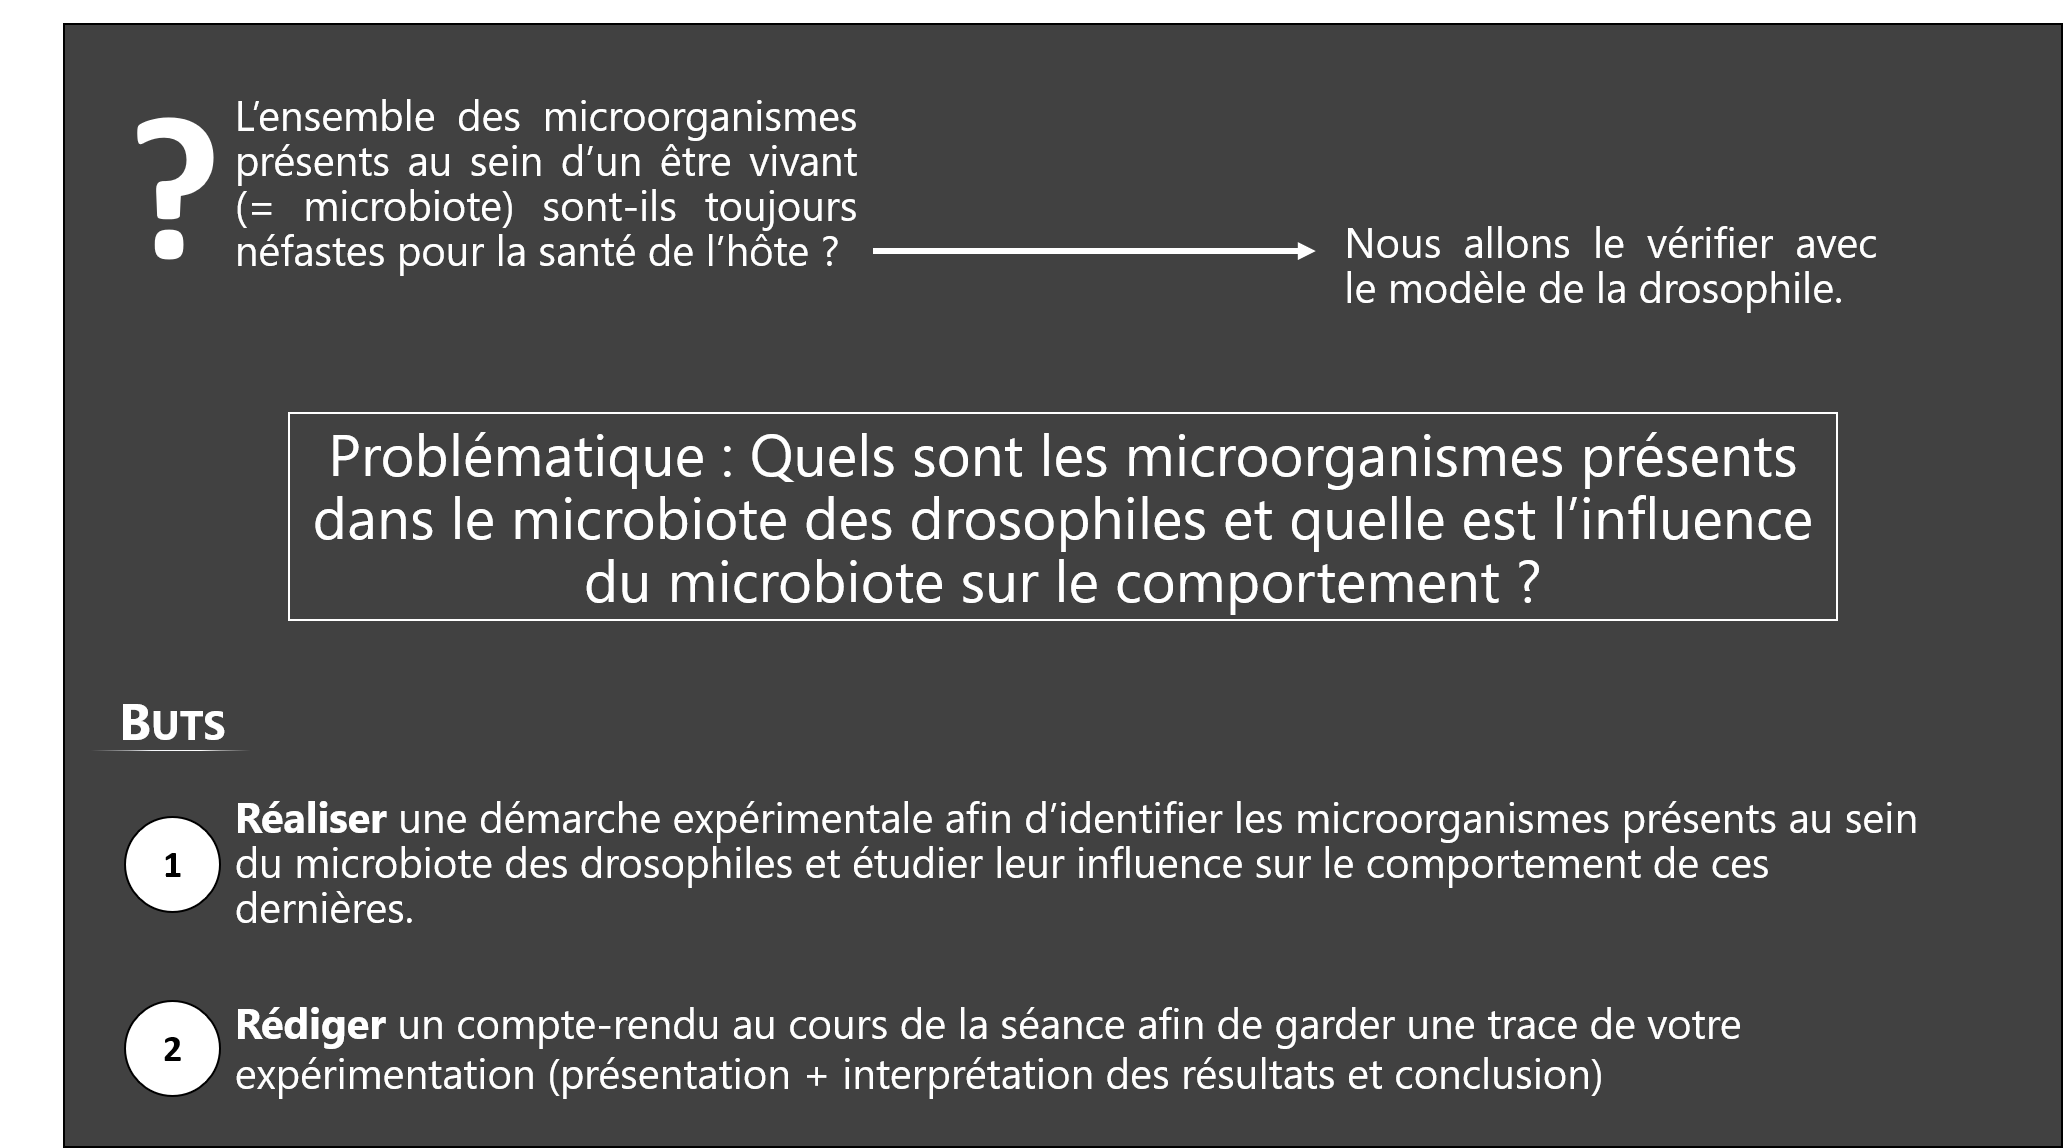 ?
L’ensemble des microorganismes
présents au sein d’un être vivant
(= microbiote) sont-ils toujours
néfastes pour la santé de l’hôte ?
Nous allons le vérifier avec
le modèle de la drosophile.
Problématique : Quels sont les microorganismes présents
dans le microbiote des drosophiles et quelle est l’influence
du microbiote sur le comportement ?
BUTS
1
Réaliser une démarche expérimentale afin d’identifier les microorganismes présents au sein
du microbiote des drosophiles et étudier leur influence sur le comportement de ces
dernières.
2
Rédiger un compte-rendu au cours de la séance afin de garder une trace de votre
expérimentation (présentation + interprétation des résultats et conclusion)